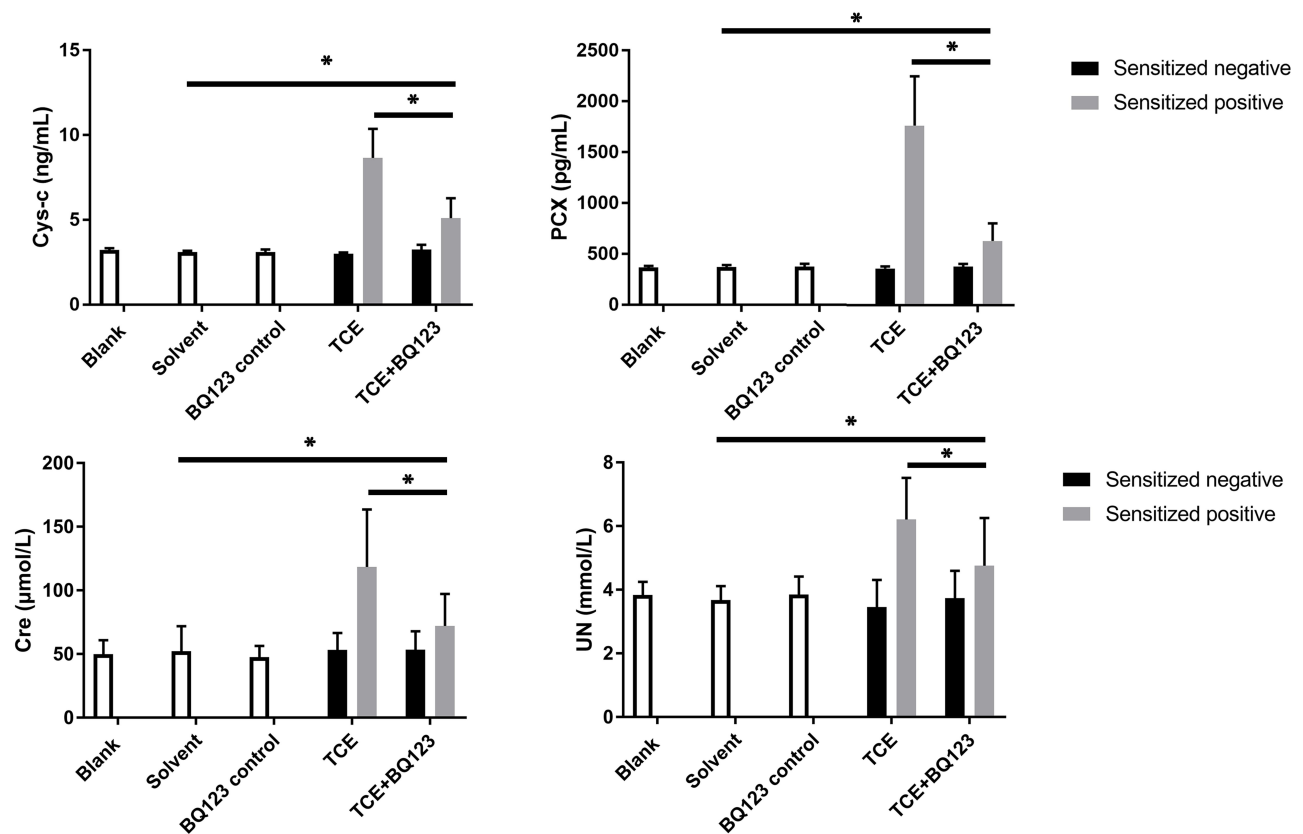 *
*
15
10
5
0
Cys-c (ng/mL)
Blank
Solvent
BQ123 control
TCE
TCE+BQ123
*
*
2500
2000
1500
1000
500
0
PCX (pg/mL)
Blank
Solvent
BQ123 control
TCE
TCE+BQ123
Sensitized negative
Sensitized positive
*
*
200
150
100
50
0
Cre (μmol/L)
Blank
Solvent
BQ123 control
TCE
TCE+BQ123
*
*
8
6
4
2
0
UN (mmol/L)
Blank
Solvent
BQ123 control
TCE
TCE+BQ123
Sensitized negative
Sensitized positive